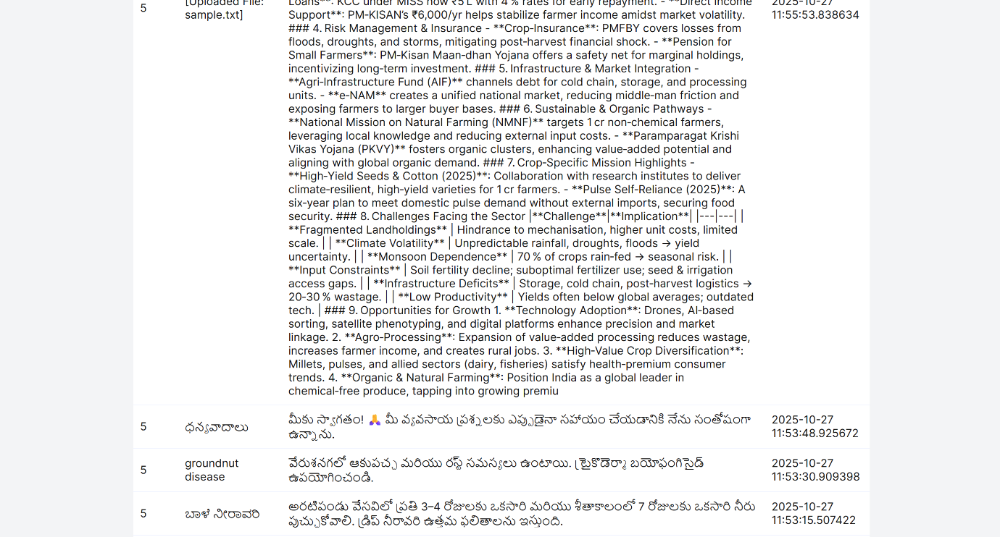 Loans**: KCC under MISS now ₹5 L with 4 % rates for early repayment. - **Direct Income
5
[Uploaded File:
sample.txt]
Support**: PM-KISAN’s ₹6,000/yr helps stabilize farmer income amidst market volatility.
2025-10-27
11:55:53.838634
### 4. Risk Management & Insurance - **Crop-Insurance**: PMFBY covers losses from
floods, droughts, and storms, mitigating post-harvest financial shock. - **Pension for
Small Farmers**: PM-Kisan Maan-dhan Yojana offers a safety net for marginal holdings,
incentivizing long-term investment. ### 5. Infrastructure & Market Integration -
**Agri-Infrastructure Fund (AIF)** channels debt for cold chain, storage, and processing
units. - **e-NAM** creates a unified national market, reducing middle-man friction and
exposing farmers to larger buyer bases. ### 6. Sustainable & Organic Pathways -
**National Mission on Natural Farming (NMNF)** targets 1 cr non-chemical farmers,
leveraging local knowledge and reducing external input costs. - **Paramparagat Krishi
Vikas Yojana (PKVY)** fosters organic clusters, enhancing value-added potential and
aligning with global organic demand. ### 7. Crop-Specific Mission Highlights -
**High-Yield Seeds & Cotton (2025)**: Collaboration with research institutes to deliver
climate-resilient, high-yield varieties for 1 cr farmers. - **Pulse Self-Reliance (2025)**: A
six-year plan to meet domestic pulse demand without external imports, securing food
security. ### 8. Challenges Facing the Sector |**Challenge**|**Implication**| |---|---| |
**Fragmented Landholdings** | Hindrance to mechanisation, higher unit costs, limited
scale. | | **Climate Volatility** | Unpredictable rainfall, droughts, floods → yield
uncertainty. | | **Monsoon Dependence** | 70 % of crops rain-fed → seasonal risk. | |
**Input Constraints** | Soil fertility decline; suboptimal fertilizer use; seed & irrigation
access gaps. | | **Infrastructure Deficits** | Storage, cold chain, post-harvest logistics →
20-30 % wastage. | | **Low Productivity** | Yields often below global averages; outdated
tech. | ### 9. Opportunities for Growth 1. **Technology Adoption**: Drones, AI-based
sorting, satellite phenotyping, and digital platforms enhance precision and market
linkage. 2. **Agro-Processing**: Expansion of value-added processing reduces wastage,
increases farmer income, and creates rural jobs. 3. **High-Value Crop Diversification**:
Millets, pulses, and allied sectors (dairy, fisheries) satisfy health-premium consumer
trends. 4. **Organic & Natural Farming**: Position India as a global leader in
chemical-free produce, tapping into growing premiu
5
ధన్యవాదాలు
మీకు స్వాగతం! 🙏 మీ వ్యవసాయ ప్రశ్నలకు ఎప్పుడైనా సహాయం చేయడానికి నేను సంతోషంగా
ఉన్నాను.
2025-10-27
11:53:48.925672
5
groundnut
disease
వేరుశనగలో ఆకుపచ్చ మరియు రస్ట్ సమస్యలు ఉంటాయి. ట్రైకొడెర్మా బయోఫంగిసైడ్
ఉపయోగించండి.
2025-10-27
11:53:30.909398
5
ಬಾಳೆ ನೀರಾವರಿ
అరటిపండు వేసవిలో ప్రతి 3–4 రోజులకు ఒకసారి మరియు శీతాకాలంలో 7 రోజులకు ఒకసారి నీరు
పుచ్చుకోవాలి. డ్రిప్ నీరావరి ఉత్తమ ఫలితాలను ఇస్తుంది.
2025-10-27
11:53:15.507422